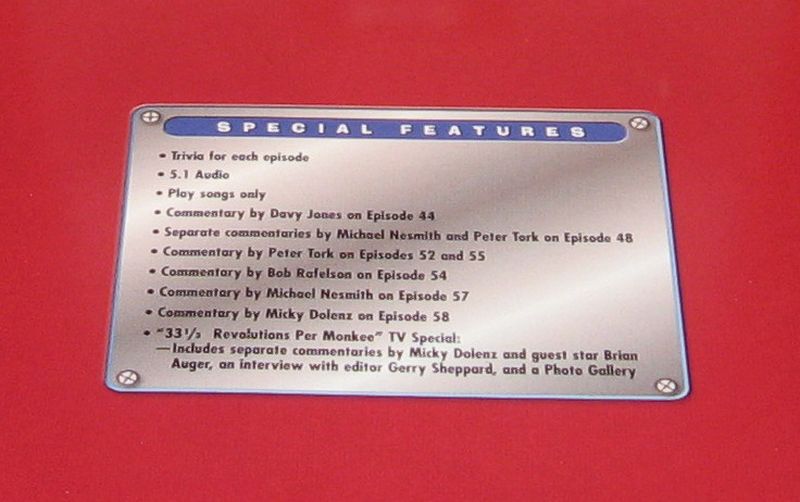 SPECIAL FEATURES
• Trivia for each episode
• 5.1 Audio
• Play songs only
• Commentary by Davy Jones on Episode 44
• Separate commentaries by Michael Nesmith and Peter Tork on Episode 48
• Commentary by Peter Tork on Episodes 52 and 55
• Commentary by Bob Rafelson on Episode 54
• Commentary by Michael Nesmith on Episode 57
• Commentary by Micky Dolenz on Episode 58
• "33 1/3 Revolutions Per Monkee" TV Special:
—Includes separate commentaries by Micky Dolenz and guest star Brian
Auger, an interview with editor Gerry Sheppard, and a Photo Gallery